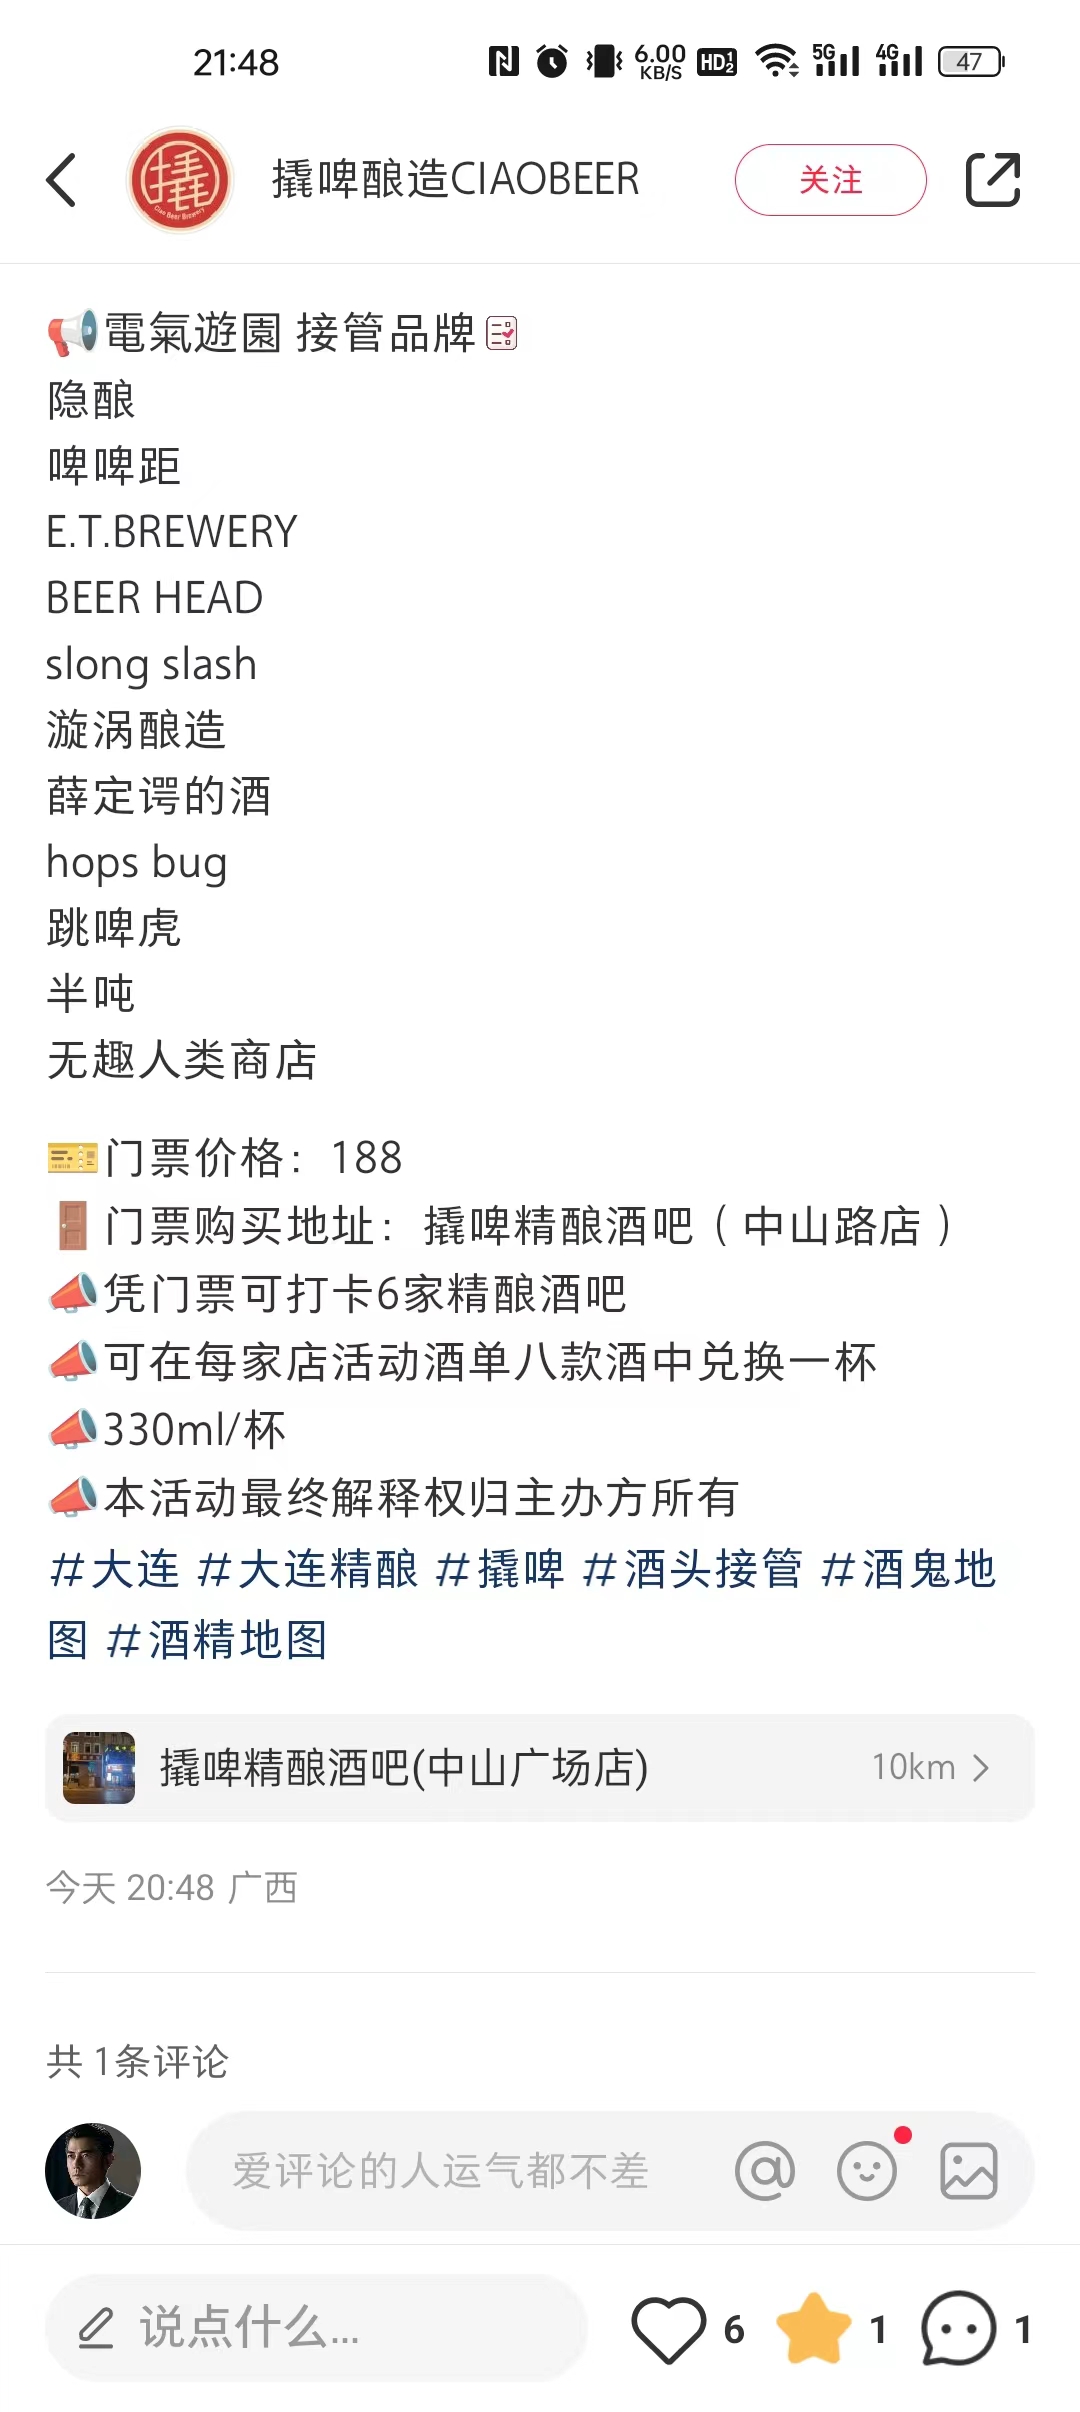 21:48
6.00 KB/S HD 1 2 5G 4G 47
撬啤酿造CIAOBEER 关注
Ciao Beer Brewery
電氣遊園 接管品牌
隐酿
啤啤距
E.T.BREWERY
BEER HEAD
slong slash
漩涡酿造
薛定谔的酒
hops bug
跳啤虎
半吨
无趣人类商店
门票价格：188
门票购买地址：撬啤精酿酒吧（中山路店）
凭门票可打卡6家精酿酒吧
可在每家店活动酒单八款酒中兑换一杯
330ml/杯
本活动最终解释权归主办方所有
#大连 #大连精酿 #撬啤 #酒头接管 #酒鬼地
图 #酒精地图
撬啤精酿酒吧(中山广场店) 10km
今天 20:48 广西
共 1条评论
爱评论的人运气都不差
说点什么... 6 1 1